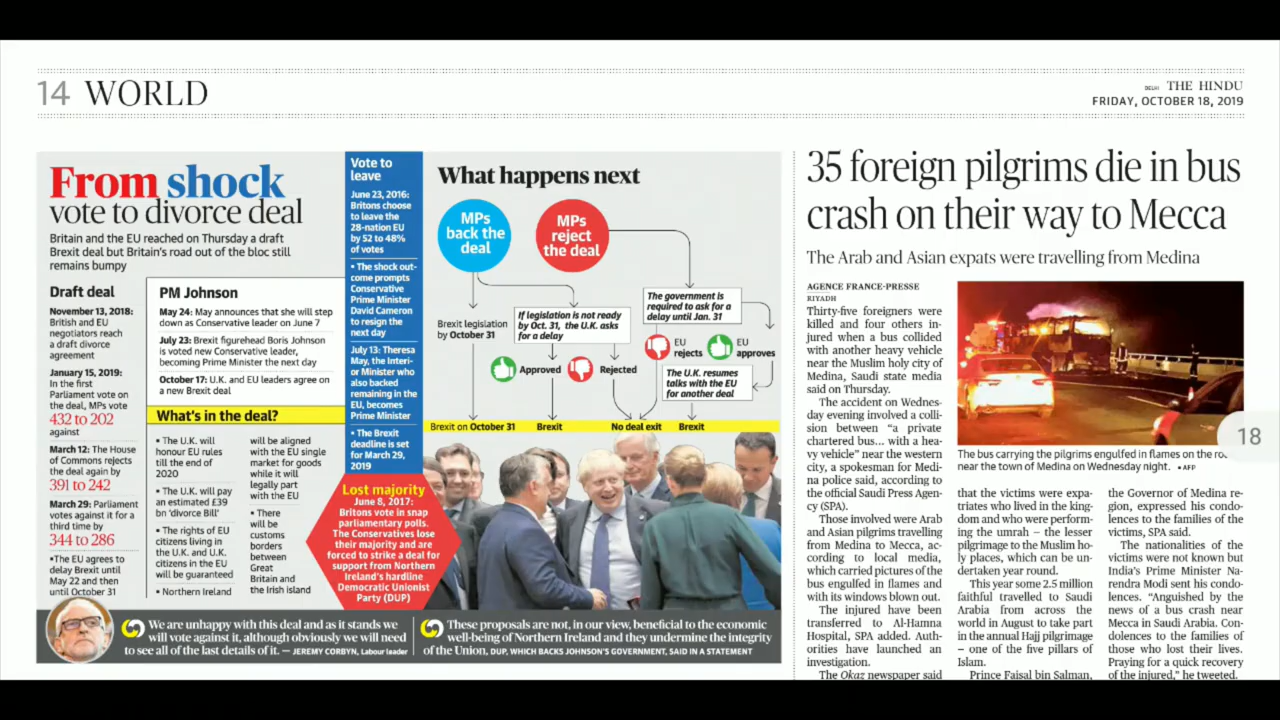 14 WORLD
DELHI THE HINDU
FRIDAY, OCTOBER 18, 2019
From shock
vote to divorce deal
Britain and the EU reached on Thursday a draft
Brexit deal but Britain's road out of the bloc still
remains bumpy
Draft deal
November 13, 2018:
British and EU
negotiators reach
a draft divorce
agreement
January 15, 2019:
In the first
Parliament vote on
the deal, MPs vote
432 to 202
against
March 12: The House
of Commons rejects
the deal again by
391 to 242
March 29: Parliament
votes against it for a
third time by
344 to 286
•The EU agrees to
delay Brexit until
May 22 and then
until October 31
PM Johnson
May 24: May announces that she will step
down as Conservative leader on June 7
July 23: Brexit figurehead Boris Johnson
is voted new Conservative leader,
becoming Prime Minister the next day
October 17: U.K. and EU leaders agree on
a new Brexit deal
What's in the deal?
• The U.K. will
honour EU rules
till the end of
2020
• The U.K. will pay
an estimated £39
bn 'divorce Bill'
• The rights of EU
citizens living in
the U.K. and U.K.
citizens in the EU
will be guaranteed
• Northern Ireland
will be aligned
with the EU single
market for goods
while it will
legally part
with the EU
• There
will be
customs
borders
between
Great
Britain and
the Irish island
Vote to
leave
June 23, 2016:
Britons choose
to leave the
28-nation EU
by 52 to 48%
of votes
• The shock out-
come prompts
Conservative
Prime Minister
David Cameron
to resign the
next day
July 13: Theresa
May, the Interi-
or Minister who
also backed
remaining in the
EU, becomes
Prime Minister
• The Brexit
deadline is set
for March 29,
2019
Lost majority
June 8, 2017:
Britons vote in snap
parliamentary polls.
The Conservatives lose
their majority and are
forced to strike a deal for
support from Northern
Ireland's hardline
Democratic Unionist
Party (DUP)
What happens next
MPs
back the
deal
MPs
reject
the deal
Brexit legislation
by October 31
If legislation is not ready
by Oct. 31, the U.K. asks
for a delay
The government is
required to ask for a
delay until Jan. 31
Approved
Rejected
EU
rejects
EU
approves
The U.K. resumes
talks with the EU
for another deal
Brexit on October 31 Brexit No deal exit Brexit
We are unhappy with this deal and as it stands we
will vote against it, although obviously we will need
to see all of the last details of it. — JEREMY CORBYN, Labour leader
These proposals are not, in our view, beneficial to the economic
well-being of Northern Ireland and they undermine the integrity
of the Union, DUP, WHICH BACKS JOHNSON'S GOVERNMENT, SAID IN A STATEMENT
35 foreign pilgrims die in bus
crash on their way to Mecca
The Arab and Asian expats were travelling from Medina
AGENCE FRANCE-PRESSE
RIYADH
Thirty-five foreigners were
killed and four others in-
jured when a bus collided
with another heavy vehicle
near the Muslim holy city of
Medina, Saudi state media
said on Thursday.
The accident on Wednes-
day evening involved a colli-
sion between “a private
chartered bus... with a hea-
vy vehicle” near the western
city, a spokesman for Medi-
na police said, according to
the official Saudi Press Agen-
cy (SPA).
Those involved were Arab
and Asian pilgrims travelling
from Medina to Mecca, ac-
cording to local media,
which carried pictures of the
bus engulfed in flames and
with its windows blown out.
The injured have been
transferred to Al-Hamna
Hospital, SPA added. Auth-
orities have launched an
investigation.
The Okaz newspaper said
18
The bus carrying the pilgrims engulfed in flames on the
near the town of Medina on Wednesday night. • AFP
that the victims were expa-
triates who lived in the king-
dom and who were perform-
ing the umrah – the lesser
pilgrimage to the Muslim ho-
ly places, which can be un-
dertaken year round.
This year some 2.5 million
faithful travelled to Saudi
Arabia from across the
world in August to take part
in the annual Hajj pilgrimage
– one of the five pillars of
Islam.
Prince Faisal bin Salman,
the Governor of Medina re-
gion, expressed his condo-
lences to the families of the
victims, SPA said.
The nationalities of the
victims were not known but
India's Prime Minister Na-
rendra Modi sent his condo-
lences. “Anguished by the
news of a bus crash near
Mecca in Saudi Arabia. Con-
dolences to the families of
those who lost their lives.
Praying for a quick recovery
of the injured,” he tweeted.